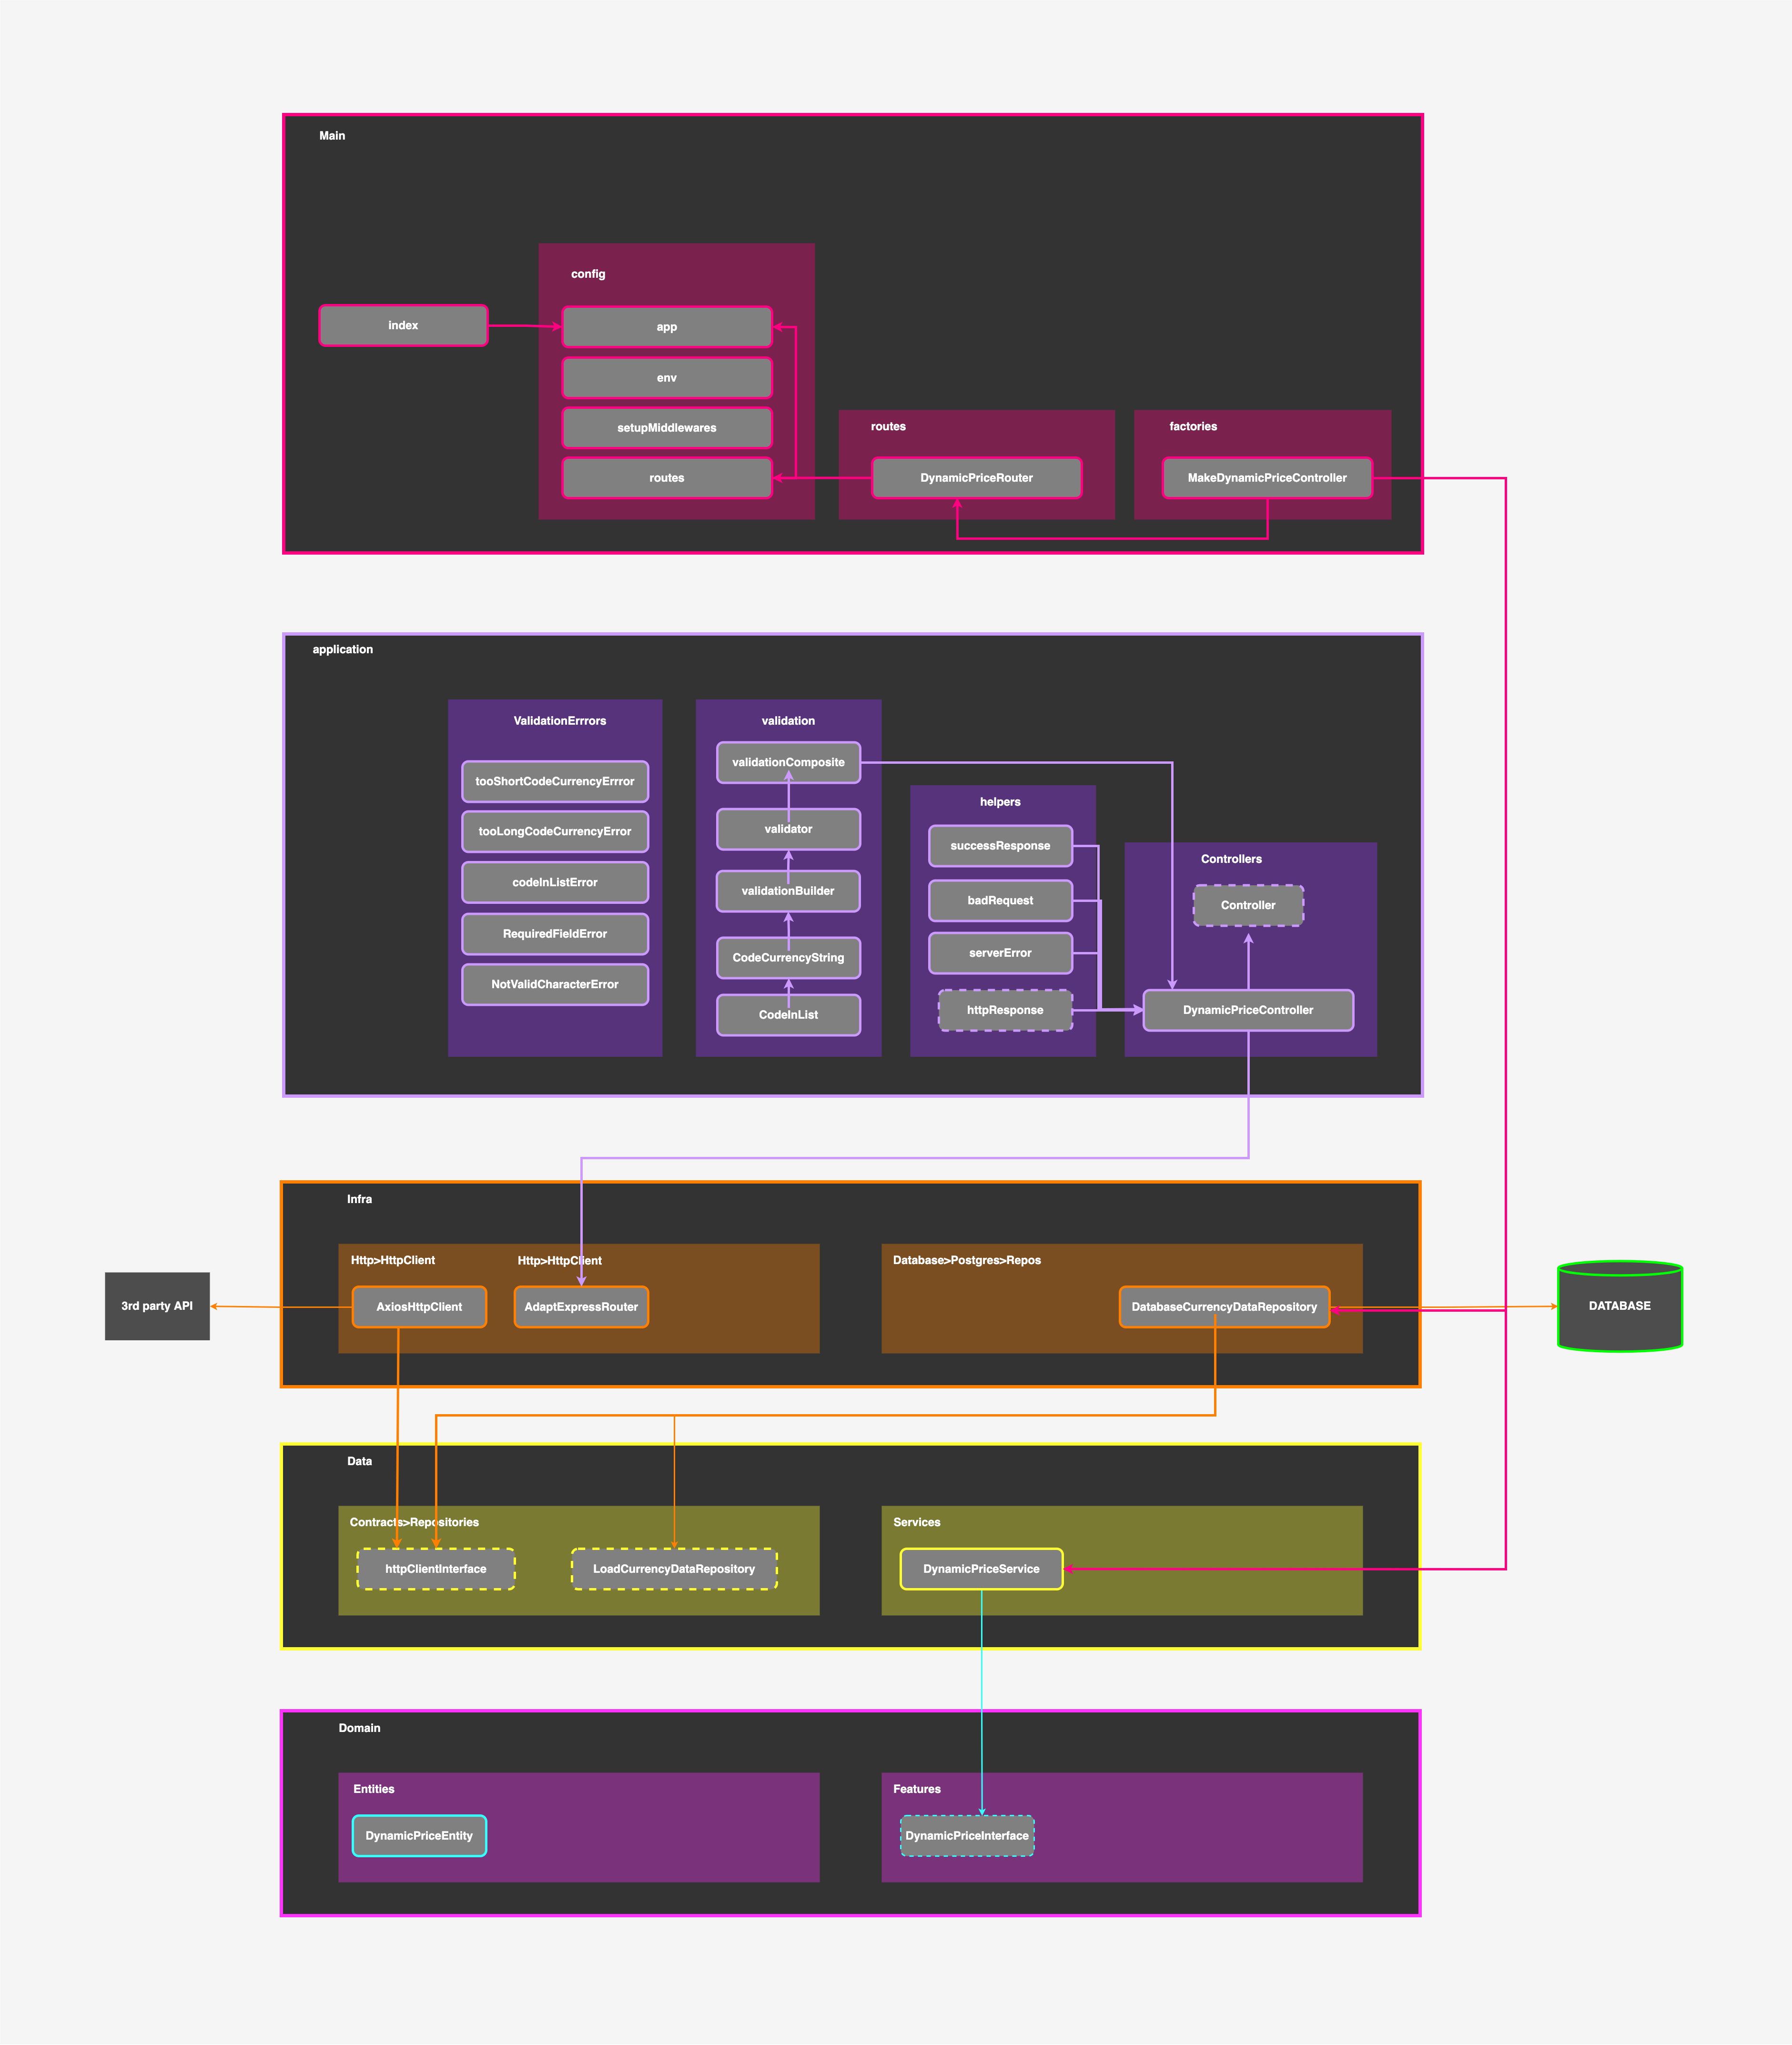 Main
config
index
app
env
setupMiddlewares
routes
routes
DynamicPriceRouter
factories
MakeDynamicPriceController
application
ValidationErrrors
tooShortCodeCurrencyErrror
tooLongCodeCurrencyError
codeInListError
RequiredFieldError
NotValidCharacterError
validation
validationComposite
validator
validationBuilder
CodeCurrencyString
CodeInList
helpers
successResponse
badRequest
serverError
httpResponse
Controllers
Controller
DynamicPriceController
Infra
Http>HttpClient
Http>HttpClient
Database>Postgres>Repos
3rd party API
AxiosHttpClient
AdaptExpressRouter
DatabaseCurrencyDataRepository
DATABASE
Data
Contracts>Repositories
httpClientInterface
LoadCurrencyDataRepository
Services
DynamicPriceService
Domain
Entities
DynamicPriceEntity
Features
DynamicPriceInterface